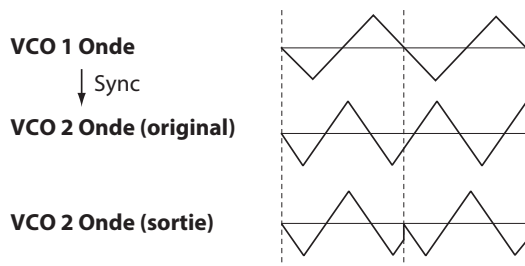 VCO 1 Onde
Sync
VCO 2 Onde (original)
VCO 2 Onde (sortie)